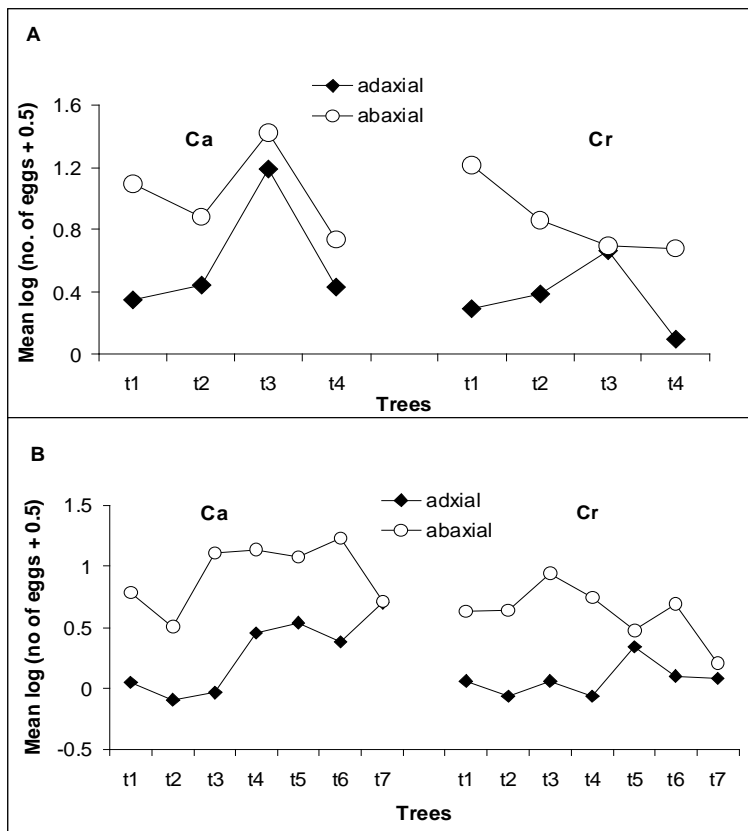 A
adaxial
abaxial
Ca
Cr
Mean log (no. of eggs + 0.5)
1.6
1.2
0.8
0.4
0
t1 t2 t3 t4 t1 t2 t3 t4
Trees
B
adxial
abaxial
Ca
Cr
Mean log (no of eggs + 0.5)
1.5
1
0.5
0
-0.5
t1 t2 t3 t4 t5 t6 t7 t1 t2 t3 t4 t5 t6 t7
Trees